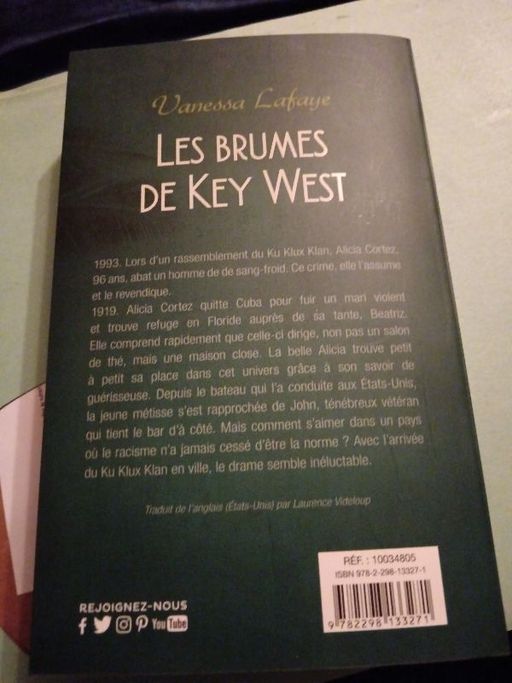 Vanessa Lafaye
LES BRUMES
DE KEY WEST
1993. Lors d'un rassemblement du Ku Klux Klan, Alicia Cortez,
96 ans, abat un homme de de sang-froid. Ce crime, elle l'assume
et le revendique.
1919. Alicia Cortez quitte Cuba pour fuir un mari violent
et trouve refuge en Floride auprès de sa tante, Beatriz.
Elle comprend rapidement que celle-ci dirige, non pas un salon
de thé, mais une maison close. La belle Alicia trouve petit
à petit sa place dans cet univers grâce à son savoir de
guérisseuse. Depuis le bateau qui l'a conduite aux États-Unis,
la jeune métisse s'est rapprochée de John, ténébreux vétéran
qui tient le bar d'à côté. Mais comment s'aimer dans un pays
où le racisme n'a jamais cessé d'être la norme ? Avec l'arrivée
du Ku Klux Klan en ville, le drame semble inéluctable.
Traduit de l'anglais (États-Unis) par Laurence Videloup
RÉF. : 10034805
ISBN 978-2-298-13327-1
9 782298 133271
REJOIGNEZ-NOUS
You Tube